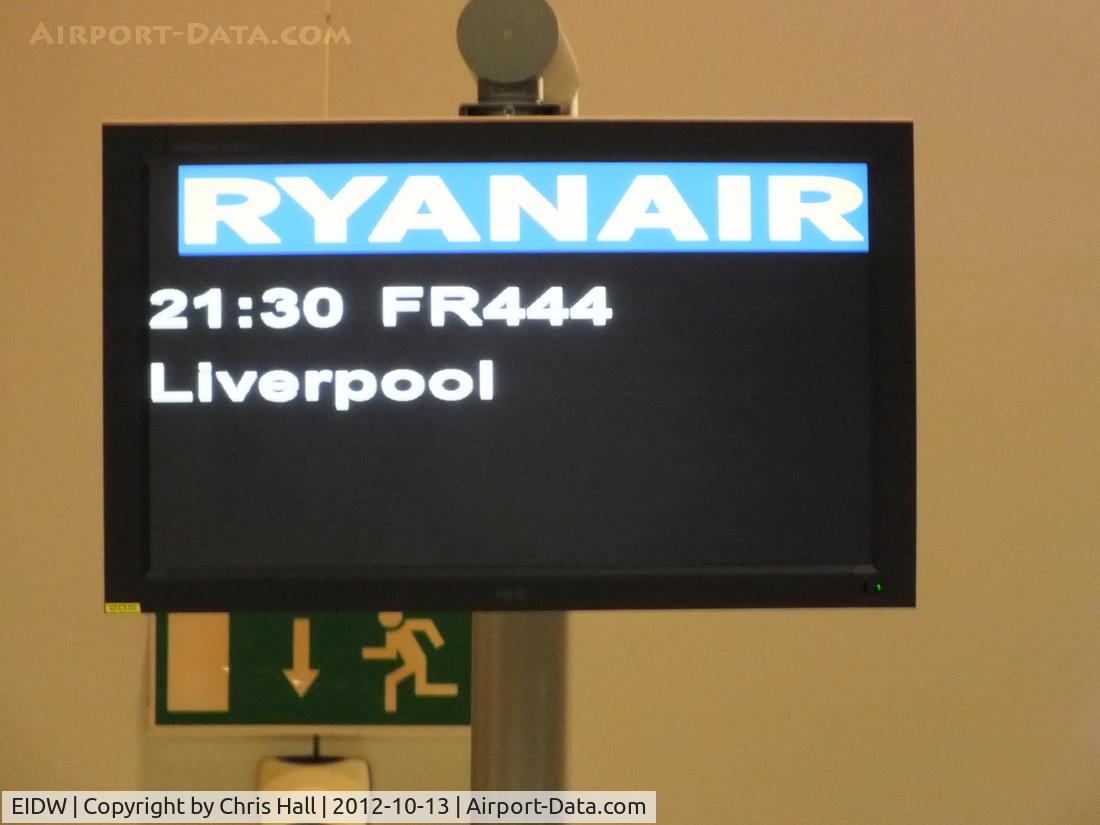 AIRPORT-DATA.COM
RYANAIR
21:30 FR444
Liverpool
205
EIDW | Copyright by Chris Hall | 2012-10-13 | Airport-Data.com